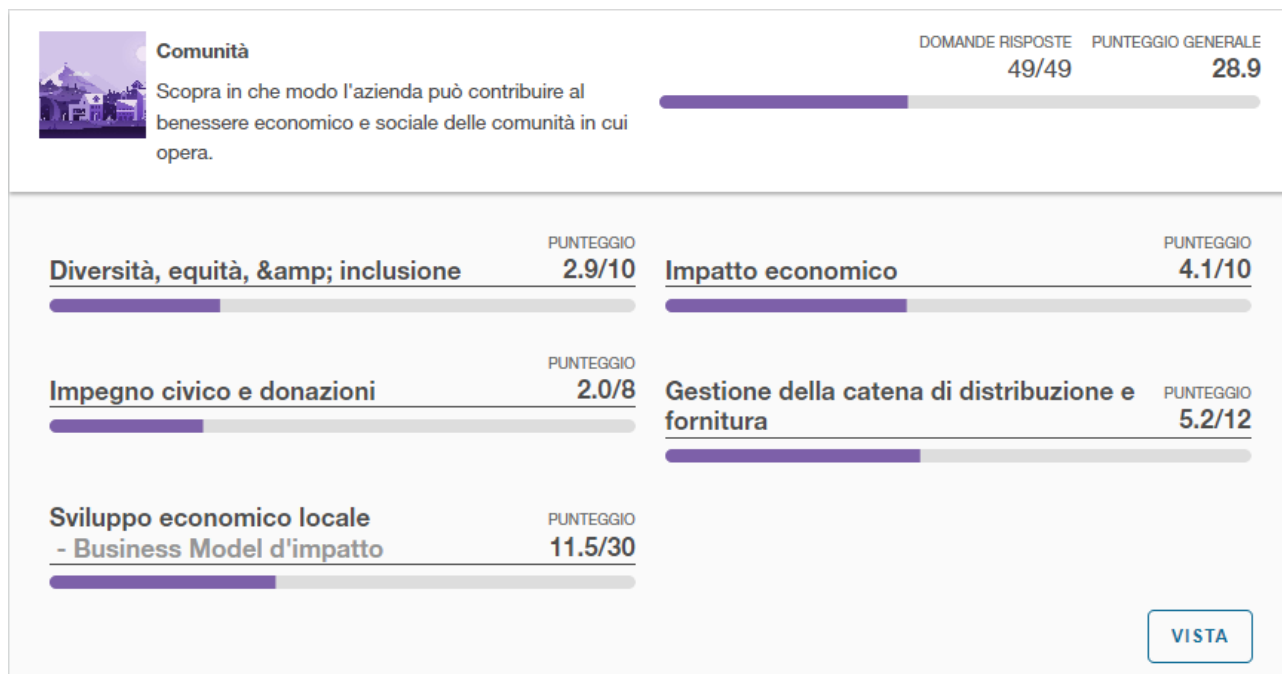 Comunità
Scopra in che modo l'azienda può contribuire al
benessere economico e sociale delle comunità in cui
opera.
DOMANDE RISPOSTE
49/49
PUNTEGGIO GENERALE
28.9
Diversità, equità, &amp; inclusione
PUNTEGGIO
2.9/10
Impatto economico
PUNTEGGIO
4.1/10
Impegno civico e donazioni
PUNTEGGIO
2.0/8
Gestione della catena di distribuzione e
fornitura
PUNTEGGIO
5.2/12
Sviluppo economico locale
- Business Model d'impatto
PUNTEGGIO
11.5/30
VISTA